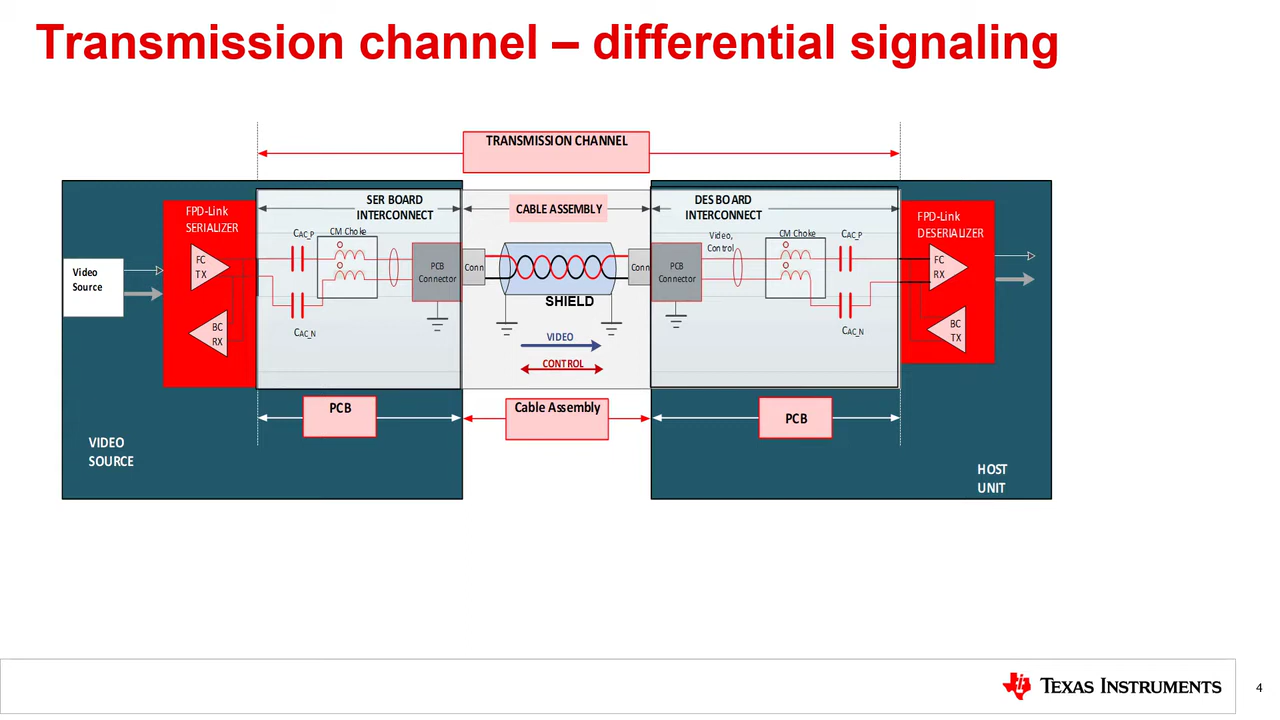 Transmission channel – differential signaling
TRANSMISSION CHANNEL
SER BOARD
INTERCONNECT
CABLE ASSEMBLY
DES BOARD
INTERCONNECT
FPD-Link
SERIALIZER
FPD-Link
DESERIALIZER
CAC_P
CM Choke
Video,
Control
CM Choke
CAC_P
Video
Source
FC
TX
PCB
Connector
Conn
Conn
PCB
Connector
FC
RX
SHIELD
BC
RX
CAC_N
VIDEO
CONTROL
CAC_N
BC
TX
PCB
Cable Assembly
PCB
VIDEO
SOURCE
HOST
UNIT
TEXAS INSTRUMENTS
4